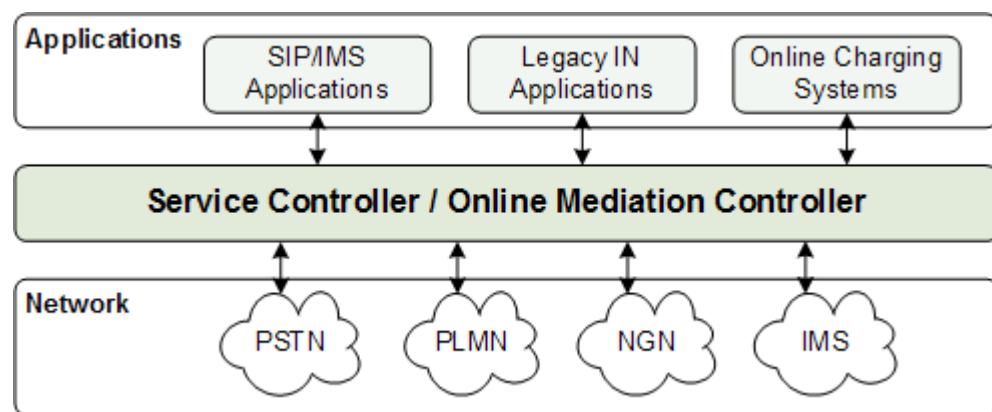 Applications
SIP/IMS
Applications
Legacy IN
Applications
Online Charging
Systems
Service Controller / Online Mediation Controller
Network
PSTN
PLMN
NGN
IMS